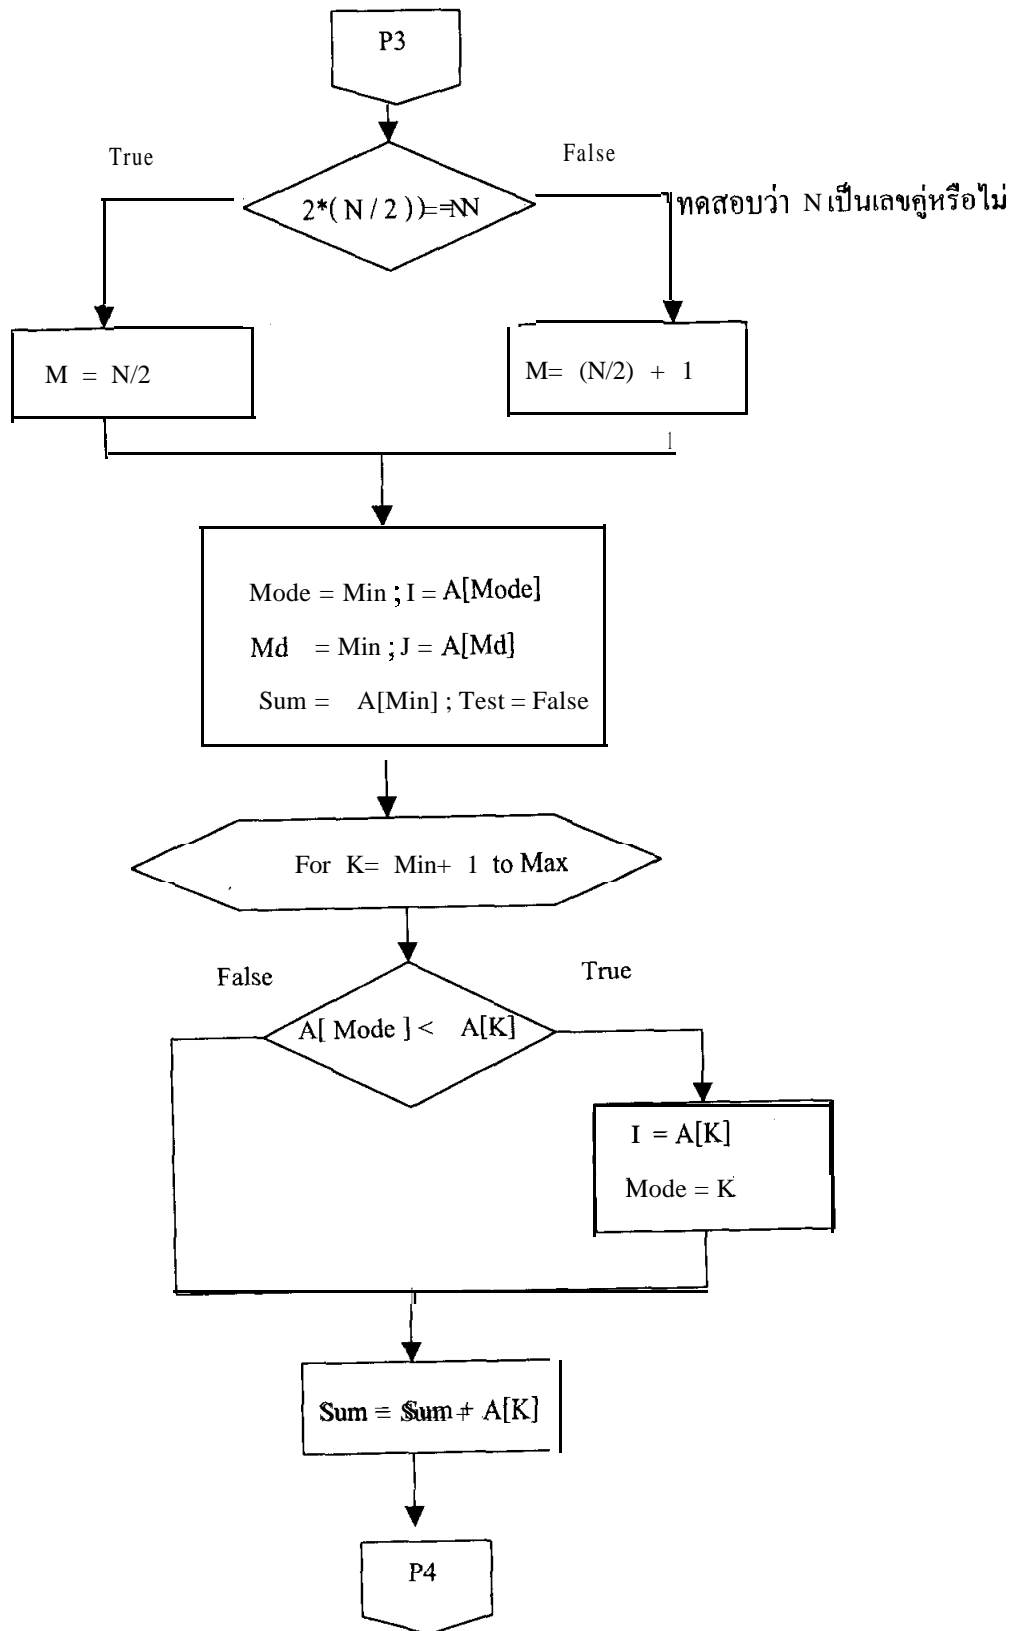 P3
True
False
2*( N / 2 ))==NN
ทดสอบว่า N เป็นเลขคู่หรือไม่
M = N/2
M= (N/2) + 1
Mode = Min ; I = A[Mode]
Md = Min ; J = A[Md]
Sum = A[Min] ; Test = False
For K= Min+ 1 to Max
False
True
A[ Mode ] < A[K]
I = A[K]
Mode = K
Sum = Sum + A[K]
P4